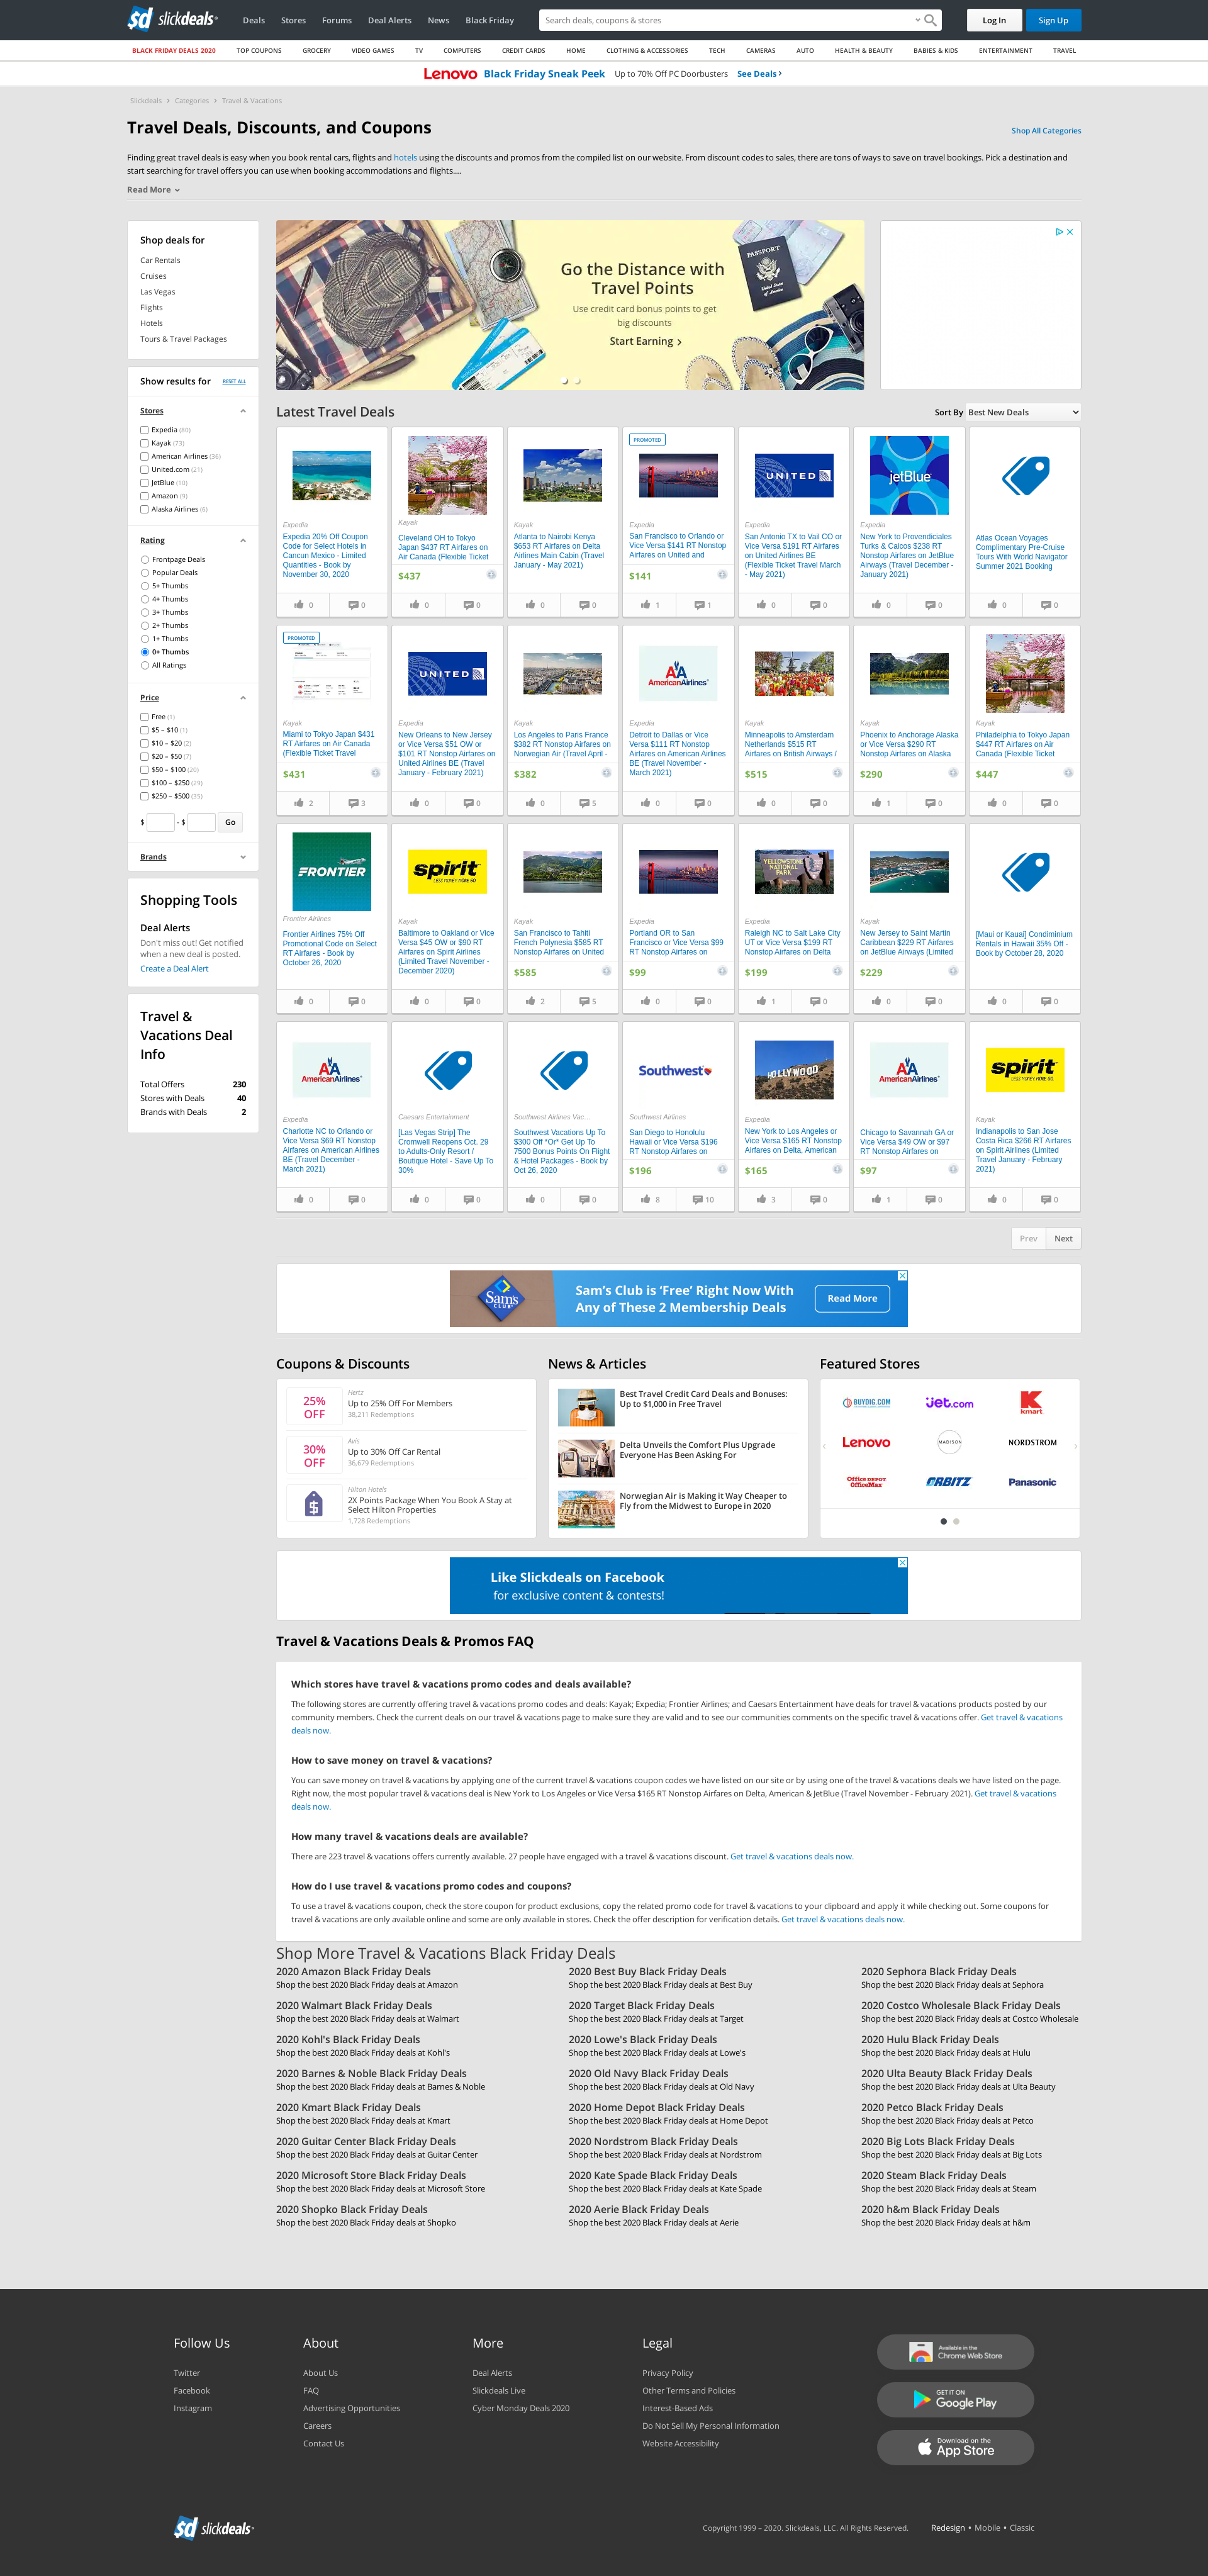 slickdeals
Deals
Stores
Forums
Deal Alerts
News
Black Friday
Search deals, coupons & stores
Log In
Sign Up
BLACK FRIDAY DEALS 2020
TOP COUPONS
GROCERY
VIDEO GAMES
TV
COMPUTERS
CREDIT CARDS
HOME
CLOTHING & ACCESSORIES
TECH
CAMERAS
AUTO
HEALTH & BEAUTY
BABIES & KIDS
ENTERTAINMENT
TRAVEL
Lenovo Black Friday Sneak Peek Up to 70% Off PC Doorbusters See Deals ›
Slickdeals › Categories › Travel & Vacations
Travel Deals, Discounts, and Coupons
Shop All Categories
Finding great travel deals is easy when you book rental cars, flights and hotels using the discounts and promos from the compiled list on our website. From discount codes to sales, there are tons of ways to save on travel bookings. Pick a destination and
start searching for travel offers you can use when booking accommodations and flights....
Read More
Shop deals for
Car Rentals
Cruises
Las Vegas
Flights
Hotels
Tours & Travel Packages
Show results for
RESET ALL
Stores
Expedia (80)
Kayak (73)
American Airlines (36)
United.com (21)
JetBlue (10)
Amazon (9)
Alaska Airlines (6)
Rating
Frontpage Deals
Popular Deals
5+ Thumbs
4+ Thumbs
3+ Thumbs
2+ Thumbs
1+ Thumbs
0+ Thumbs
All Ratings
Price
Free (1)
$5 – $10 (1)
$10 – $20 (2)
$20 – $50 (7)
$50 – $100 (20)
$100 – $250 (29)
$250 – $500 (35)
$ - $ Go
Brands
Shopping Tools
Deal Alerts
Don't miss out! Get notified
when a new deal is posted.
Create a Deal Alert
Travel &
Vacations Deal
Info
Total Offers 230
Stores with Deals 40
Brands with Deals 2
PASSPORT
Go the Distance with
Travel Points
Use credit card bonus points to get
big discounts
Start Earning ›
Latest Travel Deals
Sort By Best New Deals
Expedia
Expedia 20% Off Coupon
Code for Select Hotels in
Cancun Mexico - Limited
Quantities - Book by
November 30, 2020
0 0
Kayak
Cleveland OH to Tokyo
Japan $437 RT Airfares on
Air Canada (Flexible Ticket
$437
0 0
Kayak
Atlanta to Nairobi Kenya
$653 RT Airfares on Delta
Airlines Main Cabin (Travel
January - May 2021)
0 0
PROMOTED
Expedia
San Francisco to Orlando or
Vice Versa $141 RT Nonstop
Airfares on United and
$141
1 1
UNITED
Expedia
San Antonio TX to Vail CO or
Vice Versa $191 RT Airfares
on United Airlines BE
(Flexible Ticket Travel March
- May 2021)
0 0
jetBlue
Expedia
New York to Provendiciales
Turks & Caicos $238 RT
Nonstop Airfares on JetBlue
Airways (Travel December -
January 2021)
0 0
Atlas Ocean Voyages
Complimentary Pre-Cruise
Tours With World Navigator
Summer 2021 Booking
0 0
PROMOTED
Kayak
Miami to Tokyo Japan $431
RT Airfares on Air Canada
(Flexible Ticket Travel
$431
2 3
UNITED
Expedia
New Orleans to New Jersey
or Vice Versa $51 OW or
$101 RT Nonstop Airfares on
United Airlines BE (Travel
January - February 2021)
0 0
Kayak
Los Angeles to Paris France
$382 RT Nonstop Airfares on
Norwegian Air (Travel April -
$382
0 5
AmericanAirlines
Expedia
Detroit to Dallas or Vice
Versa $111 RT Nonstop
Airfares on American Airlines
BE (Travel November -
March 2021)
0 0
Kayak
Minneapolis to Amsterdam
Netherlands $515 RT
Airfares on British Airways /
$515
0 0
Kayak
Phoenix to Anchorage Alaska
or Vice Versa $290 RT
Nonstop Airfares on Alaska
$290
1 0
Kayak
Philadelphia to Tokyo Japan
$447 RT Airfares on Air
Canada (Flexible Ticket
$447
0 0
FRONTIER
Frontier Airlines
Frontier Airlines 75% Off
Promotional Code on Select
RT Airfares - Book by
October 26, 2020
0 0
spirit
LESS MONEY. MORE GO.
Kayak
Baltimore to Oakland or Vice
Versa $45 OW or $90 RT
Airfares on Spirit Airlines
(Limited Travel November -
December 2020)
0 0
Kayak
San Francisco to Tahiti
French Polynesia $585 RT
Nonstop Airfares on United
$585
2 5
Expedia
Portland OR to San
Francisco or Vice Versa $99
RT Nonstop Airfares on
$99
0 0
YELLOWSTONE
NATIONAL
PARK
Expedia
Raleigh NC to Salt Lake City
UT or Vice Versa $199 RT
Nonstop Airfares on Delta
$199
1 0
Kayak
New Jersey to Saint Martin
Caribbean $229 RT Airfares
on JetBlue Airways (Limited
$229
0 0
[Maui or Kauai] Condiminium
Rentals in Hawaii 35% Off -
Book by October 28, 2020
0 0
AmericanAirlines
Expedia
Charlotte NC to Orlando or
Vice Versa $69 RT Nonstop
Airfares on American Airlines
BE (Travel December -
March 2021)
0 0
Caesars Entertainment
[Las Vegas Strip] The
Cromwell Reopens Oct. 29
to Adults-Only Resort /
Boutique Hotel - Save Up To
30%
0 0
Southwest Airlines Vac...
Southwest Vacations Up To
$300 Off *Or* Get Up To
7500 Bonus Points On Flight
& Hotel Packages - Book by
Oct 26, 2020
0 0
Southwest
Southwest Airlines
San Diego to Honolulu
Hawaii or Vice Versa $196
RT Nonstop Airfares on
$196
8 10
HOLLYWOOD
Expedia
New York to Los Angeles or
Vice Versa $165 RT Nonstop
Airfares on Delta, American
$165
3 0
AmericanAirlines
Chicago to Savannah GA or
Vice Versa $49 OW or $97
RT Nonstop Airfares on
$97
1 0
spirit
LESS MONEY. MORE GO.
Kayak
Indianapolis to San Jose
Costa Rica $266 RT Airfares
on Spirit Airlines (Limited
Travel January - February
2021)
0 0
Prev Next
Sam's
CLUB
Sam's Club is 'Free' Right Now With
Any of These 2 Membership Deals
Read More
Coupons & Discounts
25%
OFF
Hertz
Up to 25% Off For Members
38,211 Redemptions
30%
OFF
Avis
Up to 30% Off Car Rental
36,679 Redemptions
Hilton Hotels
2X Points Package When You Book A Stay at
Select Hilton Properties
1,728 Redemptions
News & Articles
Best Travel Credit Card Deals and Bonuses:
Up to $1,000 in Free Travel
Delta Unveils the Comfort Plus Upgrade
Everyone Has Been Asking For
Norwegian Air is Making it Way Cheaper to
Fly from the Midwest to Europe in 2020
Featured Stores
BUYDIG.COM
jet.com
kmart
Lenovo
MADISON
NORDSTROM
Office DEPOT
OfficeMax
ORBITZ
Panasonic
Like Slickdeals on Facebook
for exclusive content & contests!
Travel & Vacations Deals & Promos FAQ
Which stores have travel & vacations promo codes and deals available?
The following stores are currently offering travel & vacations promo codes and deals: Kayak; Expedia; Frontier Airlines; and Caesars Entertainment have deals for travel & vacations products posted by our
community members. Check the current deals on our travel & vacations page to make sure they are valid and to see our communities comments on the specific travel & vacations offer. Get travel & vacations
deals now.
How to save money on travel & vacations?
You can save money on travel & vacations by applying one of the current travel & vacations coupon codes we have listed on our site or by using one of the travel & vacations deals we have listed on the page.
Right now, the most popular travel & vacations deal is New York to Los Angeles or Vice Versa $165 RT Nonstop Airfares on Delta, American & JetBlue (Travel November - February 2021). Get travel & vacations
deals now.
How many travel & vacations deals are available?
There are 223 travel & vacations offers currently available. 27 people have engaged with a travel & vacations discount. Get travel & vacations deals now.
How do I use travel & vacations promo codes and coupons?
To use a travel & vacations coupon, check the store coupon for product exclusions, copy the related promo code for travel & vacations to your clipboard and apply it while checking out. Some coupons for
travel & vacations are only available online and some are only available in stores. Check the offer description for verification details. Get travel & vacations deals now.
Shop More Travel & Vacations Black Friday Deals
2020 Amazon Black Friday Deals
Shop the best 2020 Black Friday deals at Amazon
2020 Best Buy Black Friday Deals
Shop the best 2020 Black Friday deals at Best Buy
2020 Sephora Black Friday Deals
Shop the best 2020 Black Friday deals at Sephora
2020 Walmart Black Friday Deals
Shop the best 2020 Black Friday deals at Walmart
2020 Target Black Friday Deals
Shop the best 2020 Black Friday deals at Target
2020 Costco Wholesale Black Friday Deals
Shop the best 2020 Black Friday deals at Costco Wholesale
2020 Kohl's Black Friday Deals
Shop the best 2020 Black Friday deals at Kohl's
2020 Lowe's Black Friday Deals
Shop the best 2020 Black Friday deals at Lowe's
2020 Hulu Black Friday Deals
Shop the best 2020 Black Friday deals at Hulu
2020 Barnes & Noble Black Friday Deals
Shop the best 2020 Black Friday deals at Barnes & Noble
2020 Old Navy Black Friday Deals
Shop the best 2020 Black Friday deals at Old Navy
2020 Ulta Beauty Black Friday Deals
Shop the best 2020 Black Friday deals at Ulta Beauty
2020 Kmart Black Friday Deals
Shop the best 2020 Black Friday deals at Kmart
2020 Home Depot Black Friday Deals
Shop the best 2020 Black Friday deals at Home Depot
2020 Petco Black Friday Deals
Shop the best 2020 Black Friday deals at Petco
2020 Guitar Center Black Friday Deals
Shop the best 2020 Black Friday deals at Guitar Center
2020 Nordstrom Black Friday Deals
Shop the best 2020 Black Friday deals at Nordstrom
2020 Big Lots Black Friday Deals
Shop the best 2020 Black Friday deals at Big Lots
2020 Microsoft Store Black Friday Deals
Shop the best 2020 Black Friday deals at Microsoft Store
2020 Kate Spade Black Friday Deals
Shop the best 2020 Black Friday deals at Kate Spade
2020 Steam Black Friday Deals
Shop the best 2020 Black Friday deals at Steam
2020 Shopko Black Friday Deals
Shop the best 2020 Black Friday deals at Shopko
2020 Aerie Black Friday Deals
Shop the best 2020 Black Friday deals at Aerie
2020 h&m Black Friday Deals
Shop the best 2020 Black Friday deals at h&m
Follow Us
Twitter
Facebook
Instagram
About
About Us
FAQ
Advertising Opportunities
Careers
Contact Us
More
Deal Alerts
Slickdeals Live
Cyber Monday Deals 2020
Legal
Privacy Policy
Other Terms and Policies
Interest-Based Ads
Do Not Sell My Personal Information
Website Accessibility
Available in the
Chrome Web Store
GET IT ON
Google Play
Download on the
App Store
slickdeals
Copyright 1999 – 2020. Slickdeals, LLC. All Rights Reserved.
Redesign • Mobile • Classic